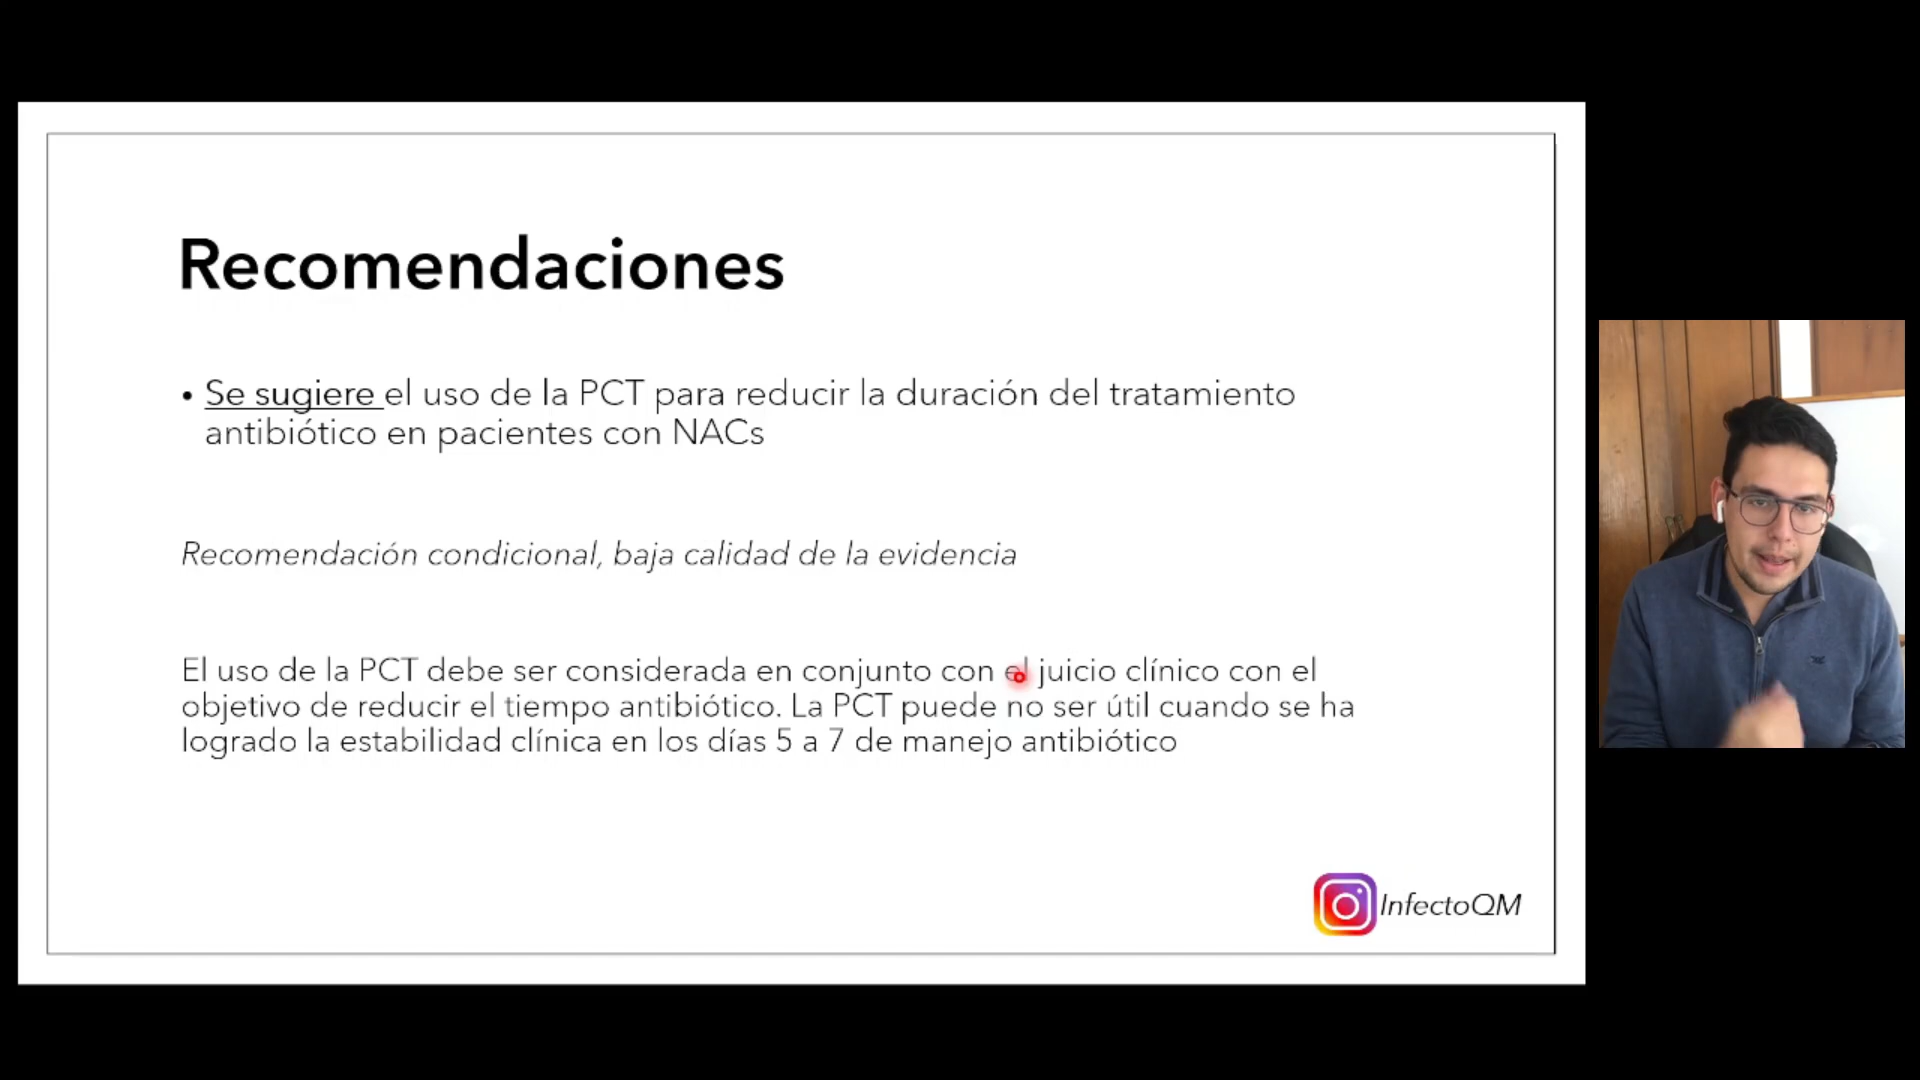 Recomendaciones
• Se sugiere el uso de la PCT para reducir la duración del tratamiento
antibiótico en pacientes con NACs
Recomendación condicional, baja calidad de la evidencia
El uso de la PCT debe ser considerada en conjunto con el juicio clínico con el
objetivo de reducir el tiempo antibiótico. La PCT puede no ser útil cuando se ha
logrado la estabilidad clínica en los días 5 a 7 de manejo antibiótico
InfectoQM